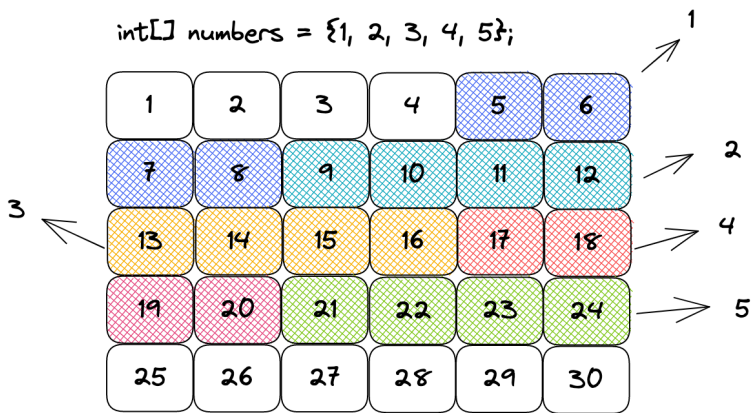 1
int[] numbers = {1, 2, 3, 4, 5};
1 2 3 4 5 6
7 8 9 10 11 12 2
3 13 14 15 16 17 18 4
19 20 21 22 23 24 5
25 26 27 28 29 30